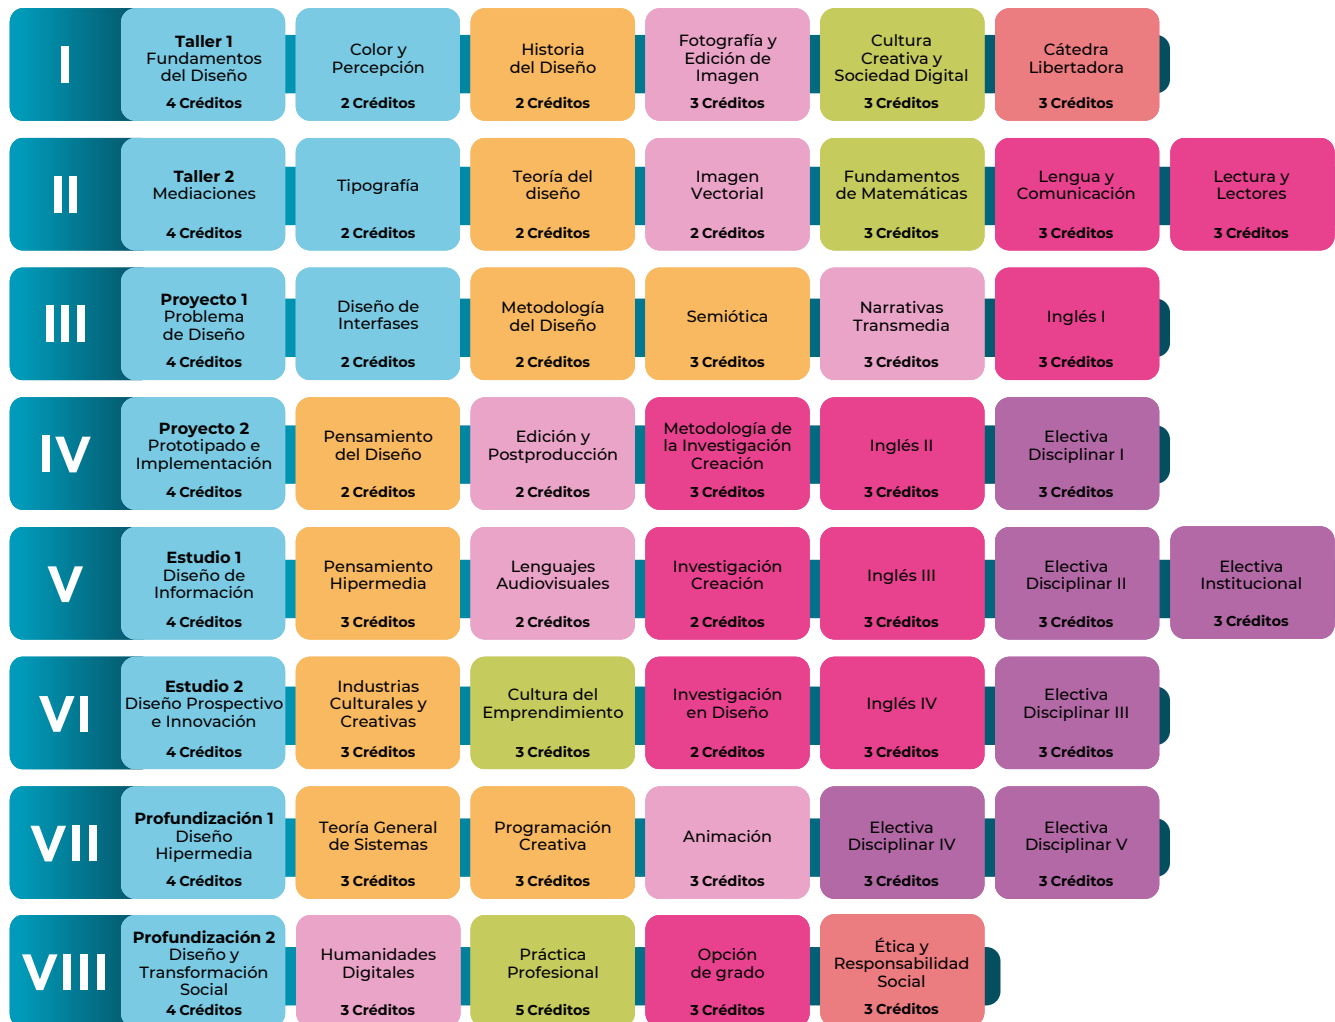 I
Taller 1
Fundamentos
del Diseño
4 Créditos
Color y
Percepción
2 Créditos
Historia
del Diseño
2 Créditos
Fotografía y
Edición de
Imagen
3 Créditos
Cultura
Creativa y
Sociedad Digital
3 Créditos
Cátedra
Libertadora
3 Créditos
II
Taller 2
Mediaciones
4 Créditos
Tipografía
2 Créditos
Teoría del
diseño
2 Créditos
Imagen
Vectorial
2 Créditos
Fundamentos
de Matemáticas
3 Créditos
Lengua y
Comunicación
3 Créditos
Lectura y
Lectores
3 Créditos
III
Proyecto 1
Problema
de Diseño
4 Créditos
Diseño de
Interfases
2 Créditos
Metodología
del Diseño
2 Créditos
Semiótica
3 Créditos
Narrativas
Transmedia
3 Créditos
Inglés I
3 Créditos
IV
Proyecto 2
Prototipado e
Implementación
4 Créditos
Pensamiento
del Diseño
2 Créditos
Edición y
Postproducción
2 Créditos
Metodología de
la Investigación
Creación
3 Créditos
Inglés II
3 Créditos
Electiva
Disciplinar I
3 Créditos
V
Estudio 1
Diseño de
Información
4 Créditos
Pensamiento
Hipermedia
3 Créditos
Lenguajes
Audiovisuales
2 Créditos
Investigación
Creación
2 Créditos
Inglés III
3 Créditos
Electiva
Disciplinar II
3 Créditos
Electiva
Institucional
3 Créditos
VI
Estudio 2
Diseño Prospectivo
e Innovación
4 Créditos
Industrias
Culturales y
Creativas
3 Créditos
Cultura del
Emprendimiento
3 Créditos
Investigación
en Diseño
2 Créditos
Inglés IV
3 Créditos
Electiva
Disciplinar III
3 Créditos
VII
Profundización 1
Diseño
Hipermedia
4 Créditos
Teoría General
de Sistemas
3 Créditos
Programación
Creativa
3 Créditos
Animación
3 Créditos
Electiva
Disciplinar IV
3 Créditos
Electiva
Disciplinar V
3 Créditos
VIII
Profundización 2
Diseño y
Transformación
Social
4 Créditos
Humanidades
Digitales
3 Créditos
Práctica
Profesional
5 Créditos
Opción
de grado
3 Créditos
Ética y
Responsabilidad
Social
3 Créditos